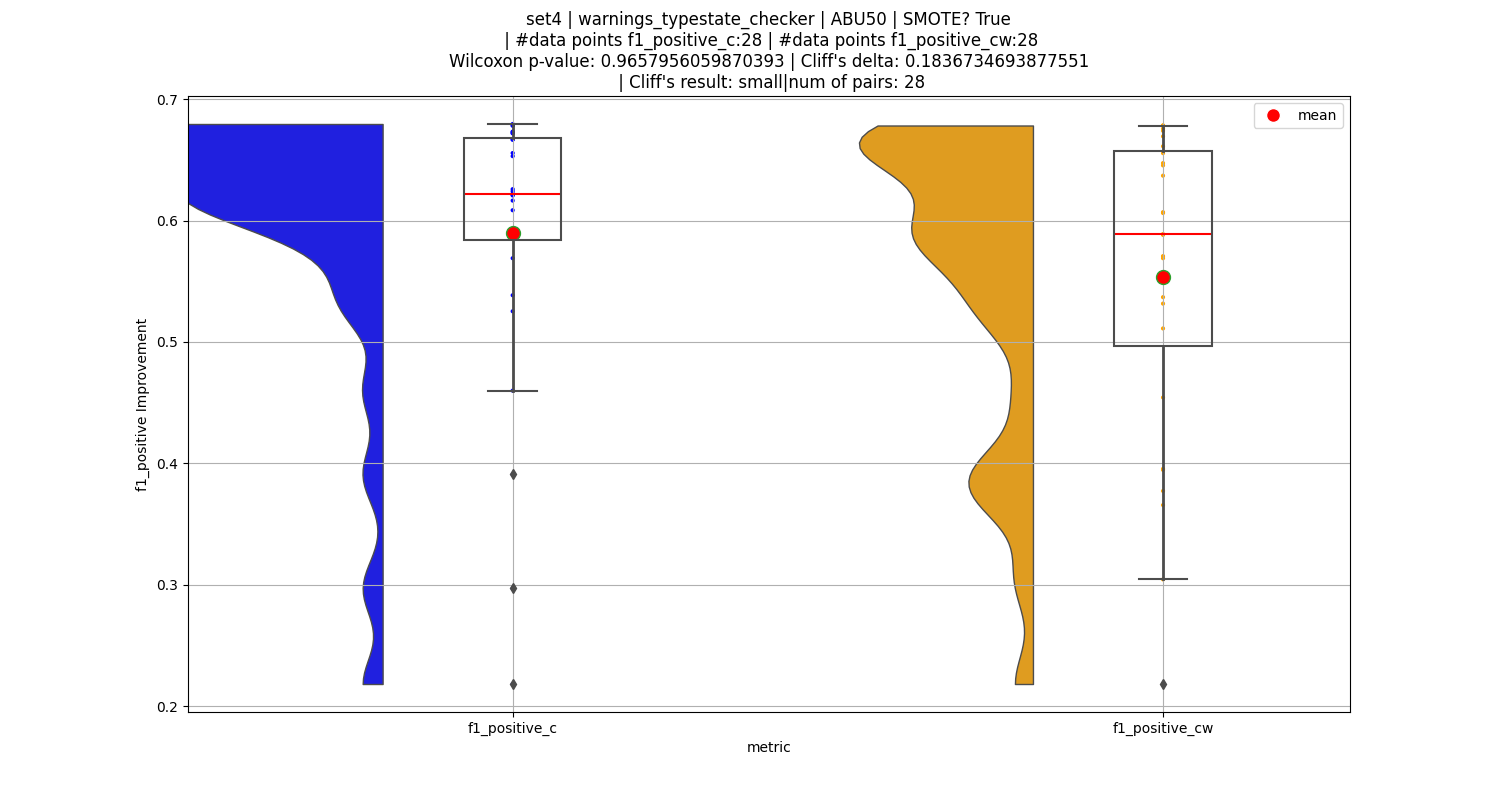 set4 | warnings_typestate_checker | ABU50 | SMOTE? True
| #data points f1_positive_c:28 | #data points f1_positive_cw:28
Wilcoxon p-value: 0.9657956059870393 | Cliff's delta: 0.1836734693877551
| Cliff's result: small|num of pairs: 28
mean
0.7
0.6
0.5
0.4
0.3
0.2
f1_positive Improvement
f1_positive_c
f1_positive_cw
metric